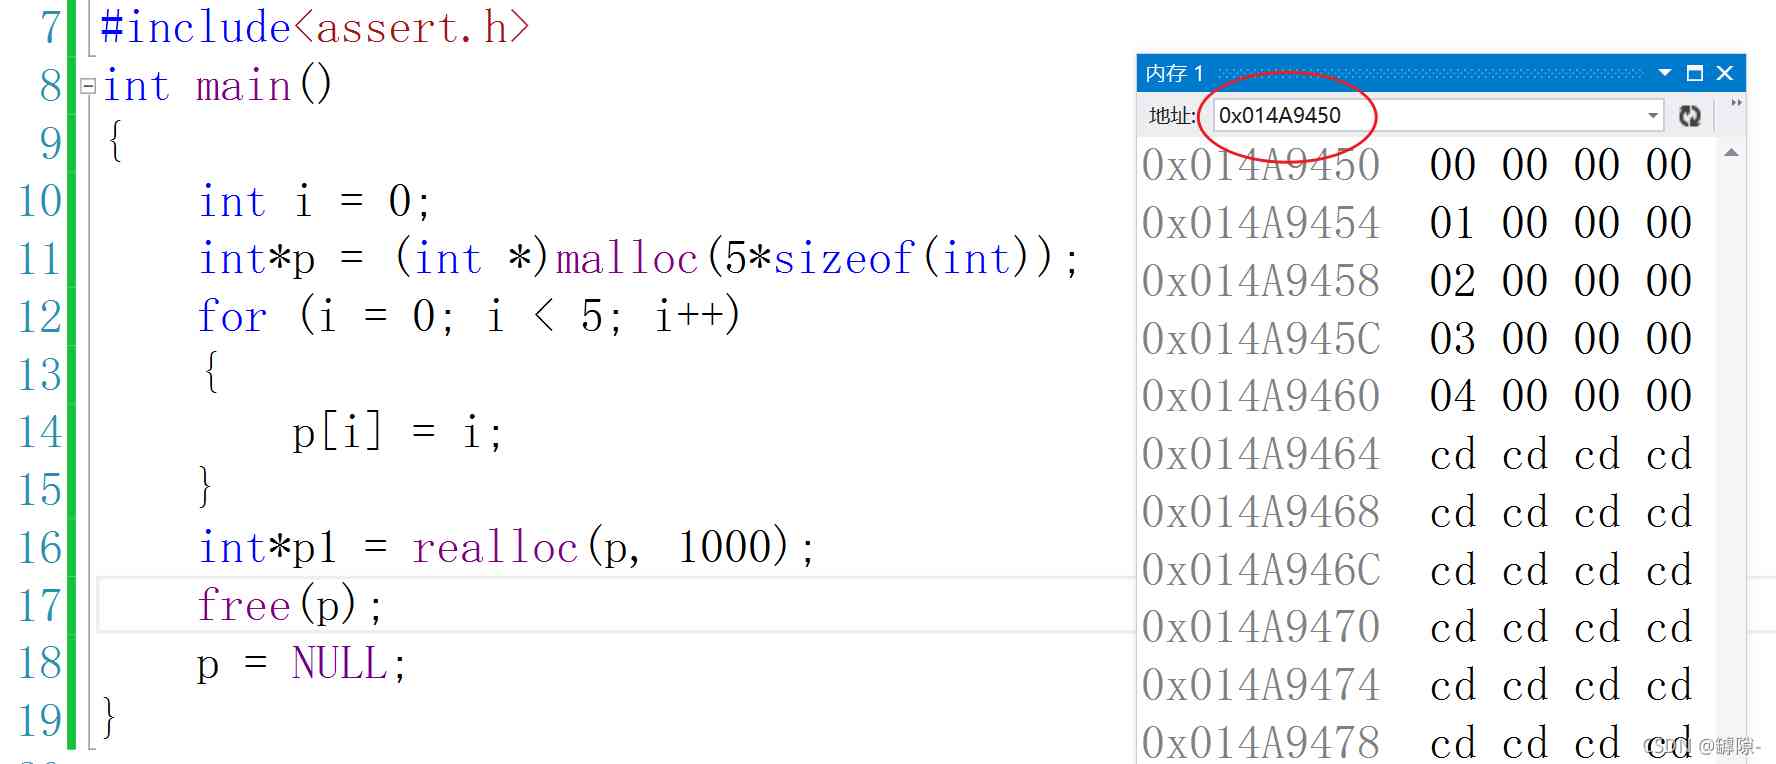 7 #include<assert.h>
8 int main()
9 {
10 int i = 0;
11 int*p = (int *)malloc(5*sizeof(int));
12 for (i = 0; i < 5; i++)
13 {
14 p[i] = i;
15 }
16 int*p1 = realloc(p, 1000);
17 free(p);
18 p = NULL;
19 }
内存 1
地址: 0x014A9450
0x014A9450 00 00 00 00
0x014A9454 01 00 00 00
0x014A9458 02 00 00 00
0x014A945C 03 00 00 00
0x014A9460 04 00 00 00
0x014A9464 cd cd cd cd
0x014A9468 cd cd cd cd
0x014A946C cd cd cd cd
0x014A9470 cd cd cd cd
0x014A9474 cd cd cd cd
0x014A9478 cd cd cd cd
CSDN @罅隙-